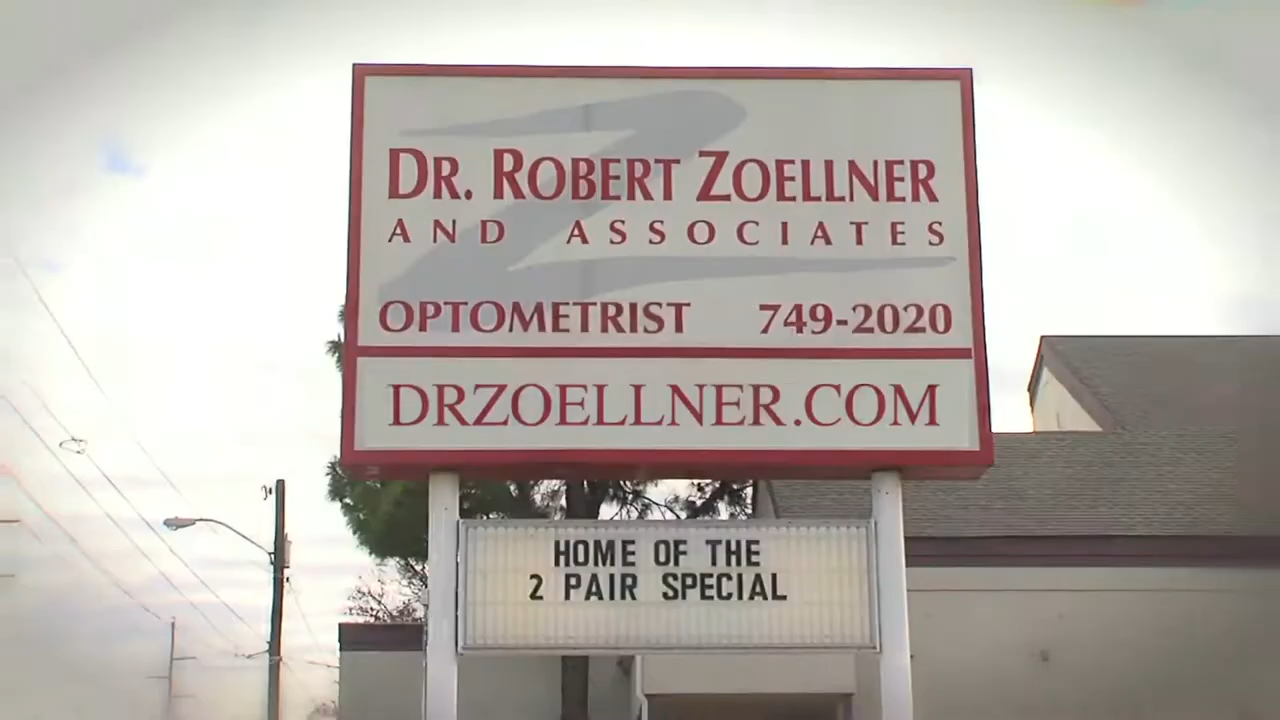 DR. ROBERT ZOELLNER
AND ASSOCIATES
OPTOMETRIST 749-2020
DRZOELLNER.COM
HOME OF THE
2 PAIR SPECIAL